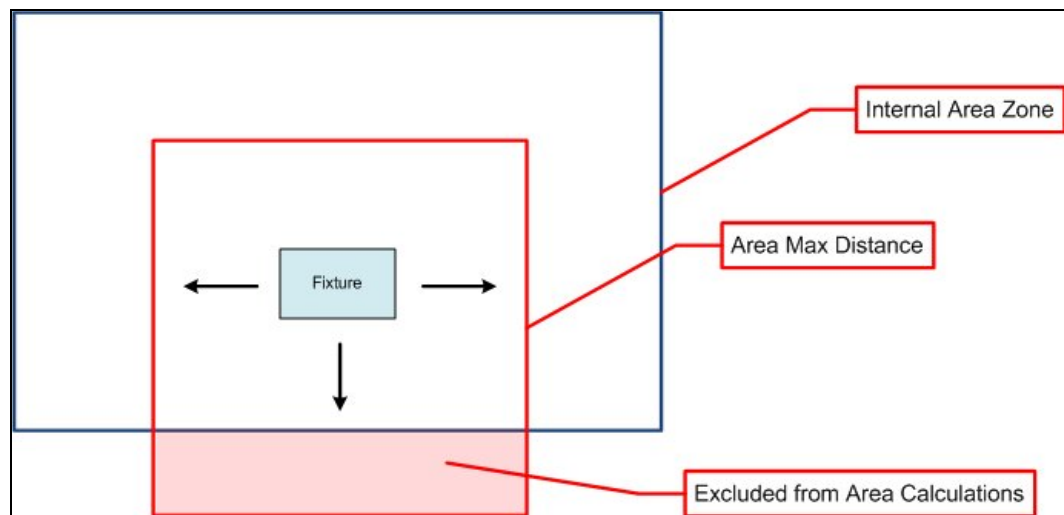 Internal Area Zone
Area Max Distance
Fixture
Excluded from Area Calculations